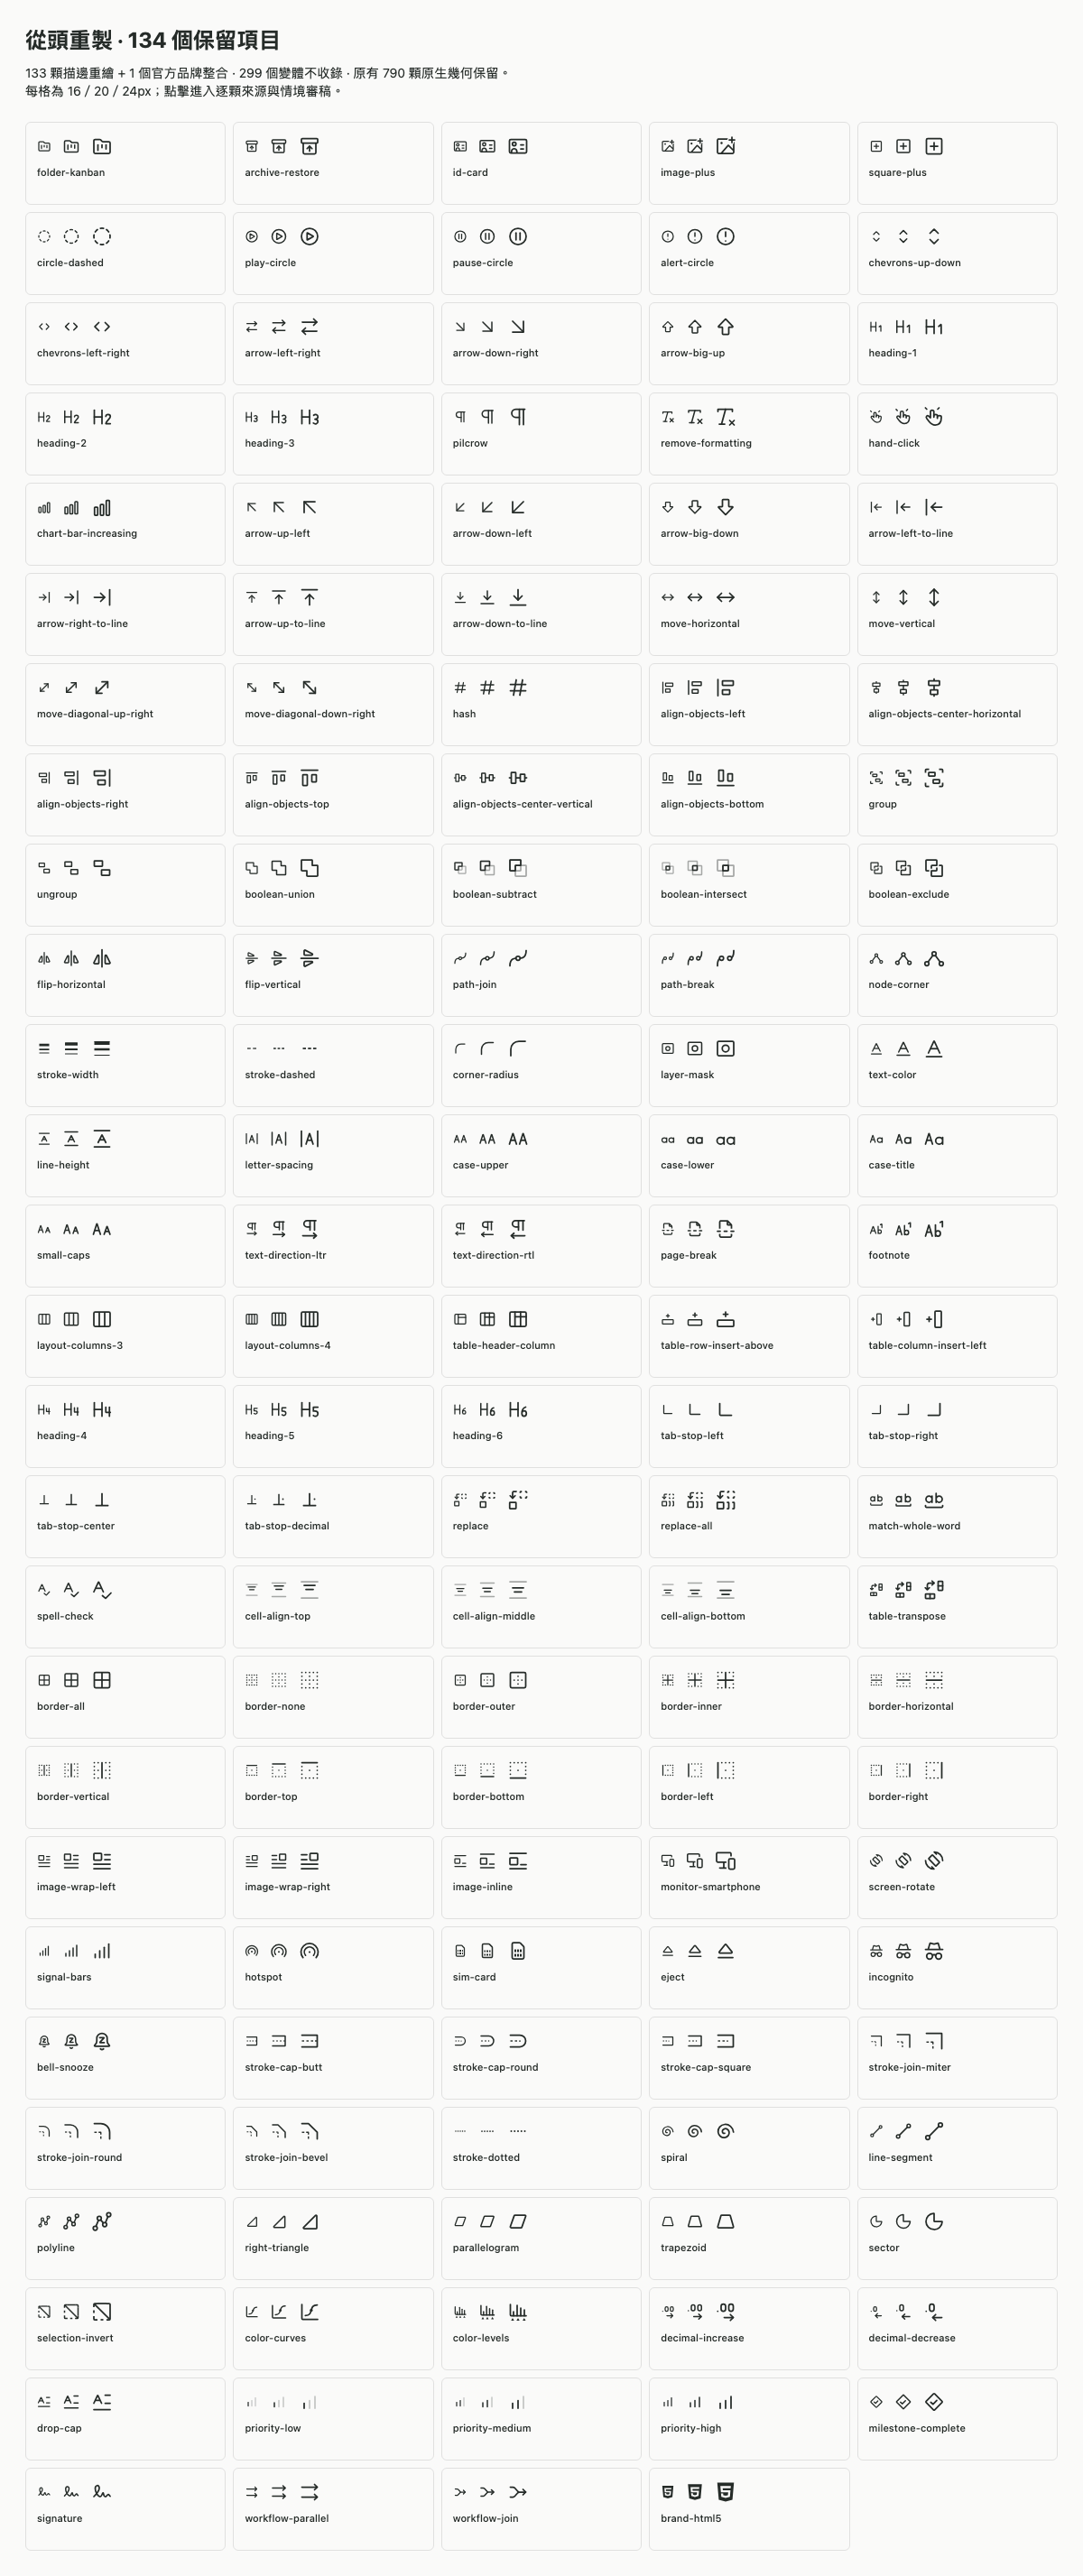 從頭重製 · 134 個保留項目
133 顆描邊重繪 + 1 個官方品牌整合 · 299 個變體不收錄 · 原有 790 顆原生幾何保留。
每格為 16 / 20 / 24px；點擊進入逐顆來源與情境審稿。
folder-kanban
archive-restore
id-card
image-plus
square-plus
circle-dashed
play-circle
pause-circle
alert-circle
chevrons-up-down
chevrons-left-right
arrow-left-right
arrow-down-right
arrow-big-up
heading-1
heading-2
heading-3
pilcrow
remove-formatting
hand-click
chart-bar-increasing
arrow-up-left
arrow-down-left
arrow-big-down
arrow-left-to-line
arrow-right-to-line
arrow-up-to-line
arrow-down-to-line
move-horizontal
move-vertical
move-diagonal-up-right
move-diagonal-down-right
hash
align-objects-left
align-objects-center-horizontal
align-objects-right
align-objects-top
align-objects-center-vertical
align-objects-bottom
group
ungroup
boolean-union
boolean-subtract
boolean-intersect
boolean-exclude
flip-horizontal
flip-vertical
path-join
path-break
node-corner
stroke-width
stroke-dashed
corner-radius
layer-mask
text-color
line-height
letter-spacing
case-upper
case-lower
case-title
small-caps
text-direction-ltr
text-direction-rtl
page-break
footnote
layout-columns-3
layout-columns-4
table-header-column
table-row-insert-above
table-column-insert-left
heading-4
heading-5
heading-6
tab-stop-left
tab-stop-right
tab-stop-center
tab-stop-decimal
replace
replace-all
match-whole-word
spell-check
cell-align-top
cell-align-middle
cell-align-bottom
table-transpose
border-all
border-none
border-outer
border-inner
border-horizontal
border-vertical
border-top
border-bottom
border-left
border-right
image-wrap-left
image-wrap-right
image-inline
monitor-smartphone
screen-rotate
signal-bars
hotspot
sim-card
eject
incognito
bell-snooze
stroke-cap-butt
stroke-cap-round
stroke-cap-square
stroke-join-miter
stroke-join-round
stroke-join-bevel
stroke-dotted
spiral
line-segment
polyline
right-triangle
parallelogram
trapezoid
sector
selection-invert
color-curves
color-levels
decimal-increase
decimal-decrease
drop-cap
priority-low
priority-medium
priority-high
milestone-complete
signature
workflow-parallel
workflow-join
brand-html5